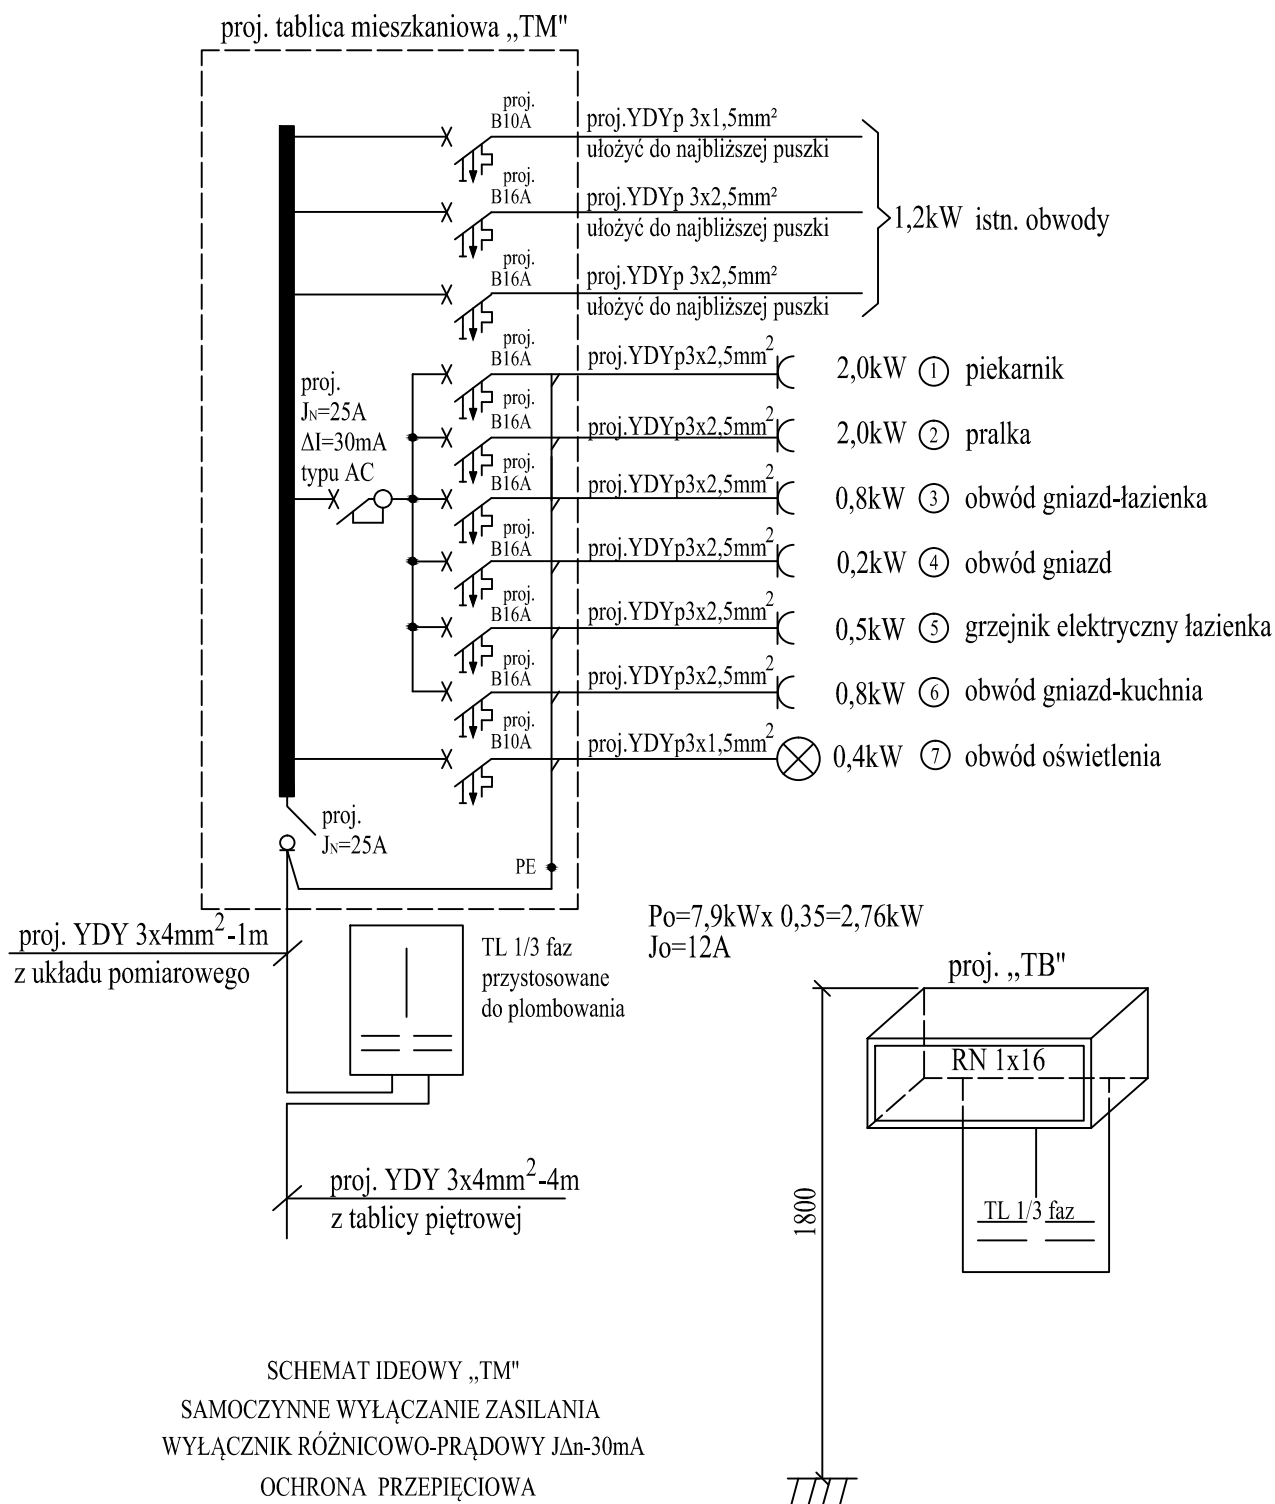 proj. tablica mieszkaniowa ,,TM"
proj.
B10A
proj.YDYp 3x1,5mm²
ułożyć do najbliższej puszki
proj.
B16A
proj.YDYp 3x2,5mm²
ułożyć do najbliższej puszki
1,2kW istn. obwody
proj.
B16A
proj.YDYp 3x2,5mm²
ułożyć do najbliższej puszki
proj.
B16A
proj.YDYp3x2,5mm²
2,0kW 1 piekarnik
proj.
JN=25A
ΔI=30mA
typu AC
proj.
B16A
proj.YDYp3x2,5mm²
2,0kW 2 pralka
proj.
B16A
proj.YDYp3x2,5mm²
0,8kW 3 obwód gniazd-łazienka
proj.
B16A
proj.YDYp3x2,5mm²
0,2kW 4 obwód gniazd
proj.
B16A
proj.YDYp3x2,5mm²
0,5kW 5 grzejnik elektryczny łazienka
proj.
B16A
proj.YDYp3x2,5mm²
0,8kW 6 obwód gniazd-kuchnia
proj.
B10A
proj.YDYp3x1,5mm²
0,4kW 7 obwód oświetlenia
proj.
JN=25A
PE
Po=7,9kWx 0,35=2,76kW
Jo=12A
proj. YDY 3x4mm²-1m
z układu pomiarowego
TL 1/3 faz
przystosowane
do plombowania
proj. ,,TB"
RN 1x16
proj. YDY 3x4mm²-4m
z tablicy piętrowej
1800
TL 1/3 faz
SCHEMAT IDEOWY ,,TM"
SAMOCZYNNE WYŁĄCZANIE ZASILANIA
WYŁĄCZNIK RÓŻNICOWO-PRĄDOWY JΔn-30mA
OCHRONA PRZEPIĘCIOWA